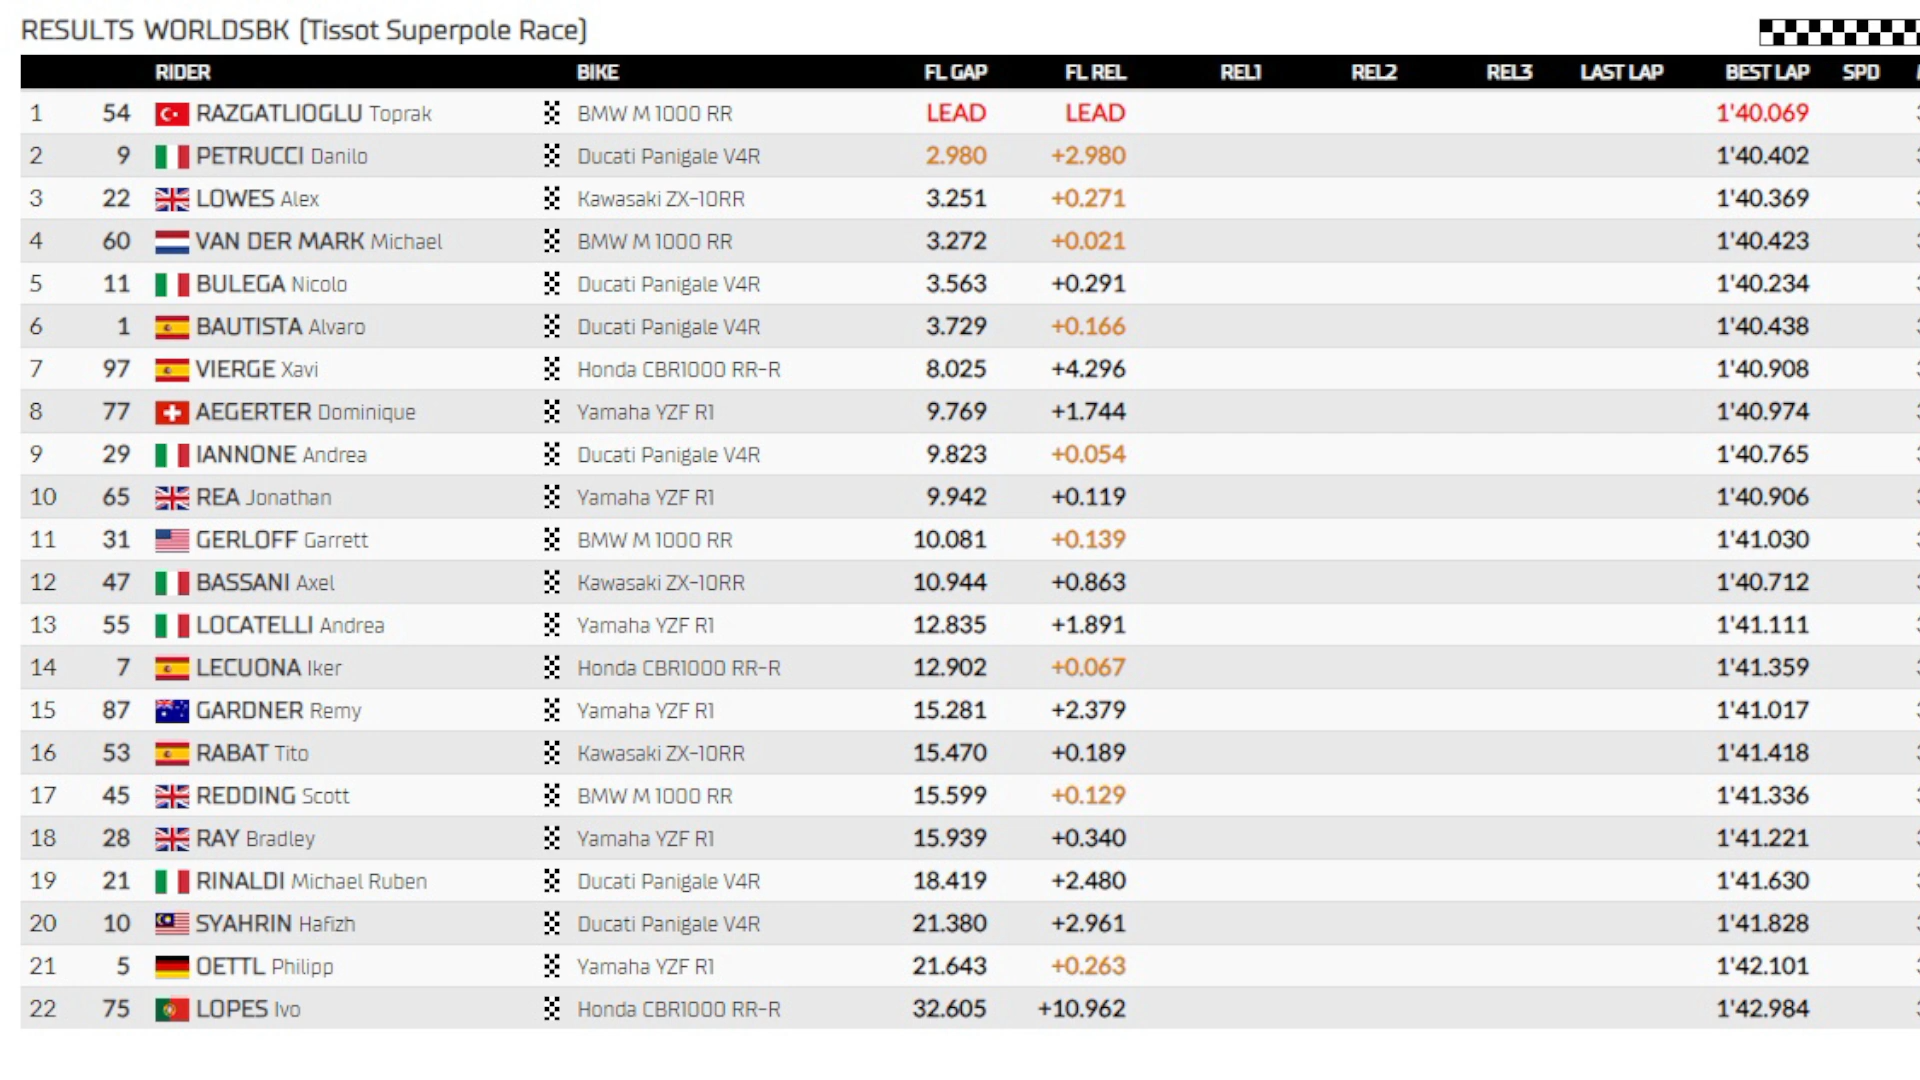 RESULTS WORLDSBK (Tissot Superpole Race)
RIDER BIKE FL GAP FL REL REL1 REL2 REL3 LAST LAP BEST LAP SPD
1 54 RAZGATLIOGLU Toprak BMW M 1000 RR LEAD LEAD 1'40.069
2 9 PETRUCCI Danilo Ducati Panigale V4R 2.980 +2.980 1'40.402
3 22 LOWES Alex Kawasaki ZX-10RR 3.251 +0.271 1'40.369
4 60 VAN DER MARK Michael BMW M 1000 RR 3.272 +0.021 1'40.423
5 11 BULEGA Nicolo Ducati Panigale V4R 3.563 +0.291 1'40.234
6 1 BAUTISTA Alvaro Ducati Panigale V4R 3.729 +0.166 1'40.438
7 97 VIERGE Xavi Honda CBR1000 RR-R 8.025 +4.296 1'40.908
8 77 AEGERTER Dominique Yamaha YZF R1 9.769 +1.744 1'40.974
9 29 IANNONE Andrea Ducati Panigale V4R 9.823 +0.054 1'40.765
10 65 REA Jonathan Yamaha YZF R1 9.942 +0.119 1'40.906
11 31 GERLOFF Garrett BMW M 1000 RR 10.081 +0.139 1'41.030
12 47 BASSANI Axel Kawasaki ZX-10RR 10.944 +0.863 1'40.712
13 55 LOCATELLI Andrea Yamaha YZF R1 12.835 +1.891 1'41.111
14 7 LECUONA Iker Honda CBR1000 RR-R 12.902 +0.067 1'41.359
15 87 GARDNER Remy Yamaha YZF R1 15.281 +2.379 1'41.017
16 53 RABAT Tito Kawasaki ZX-10RR 15.470 +0.189 1'41.418
17 45 REDDING Scott BMW M 1000 RR 15.599 +0.129 1'41.336
18 28 RAY Bradley Yamaha YZF R1 15.939 +0.340 1'41.221
19 21 RINALDI Michael Ruben Ducati Panigale V4R 18.419 +2.480 1'41.630
20 10 SYAHRIN Hafizh Ducati Panigale V4R 21.380 +2.961 1'41.828
21 5 OETTL Philipp Yamaha YZF R1 21.643 +0.263 1'42.101
22 75 LOPES Ivo Honda CBR1000 RR-R 32.605 +10.962 1'42.984